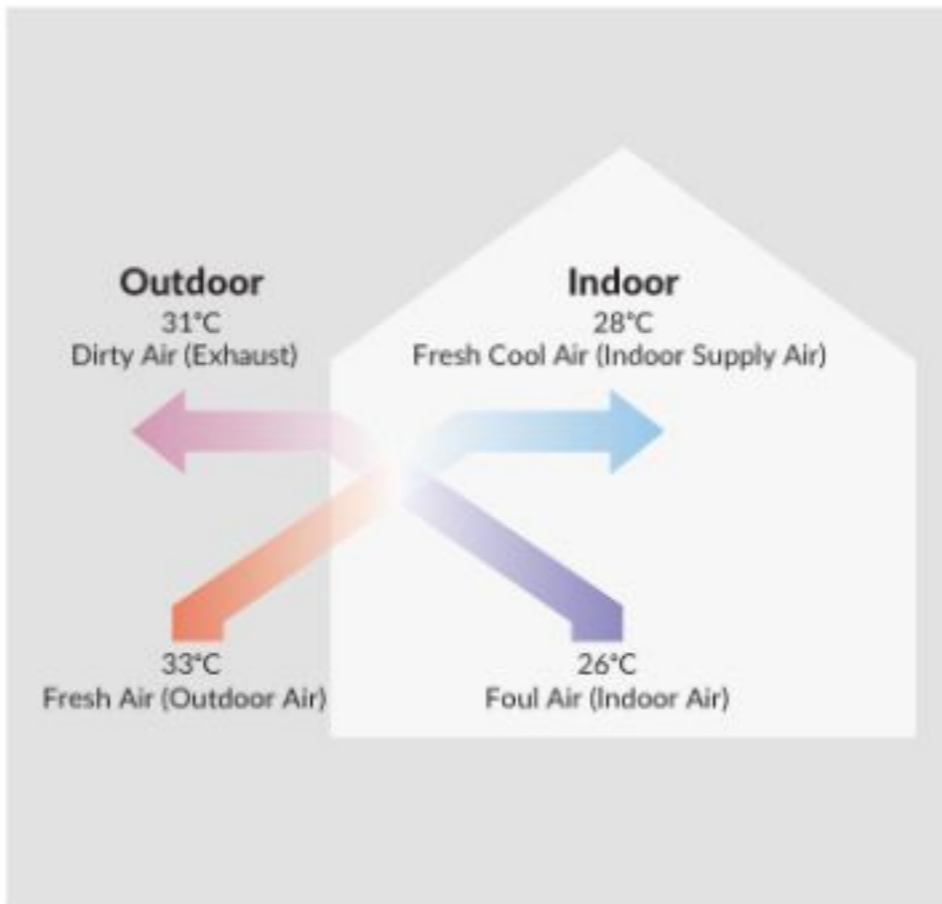 Outdoor
31°C
Dirty Air (Exhaust)
Indoor
28°C
Fresh Cool Air (Indoor Supply Air)
33°C
Fresh Air (Outdoor Air)
26°C
Foul Air (Indoor Air)